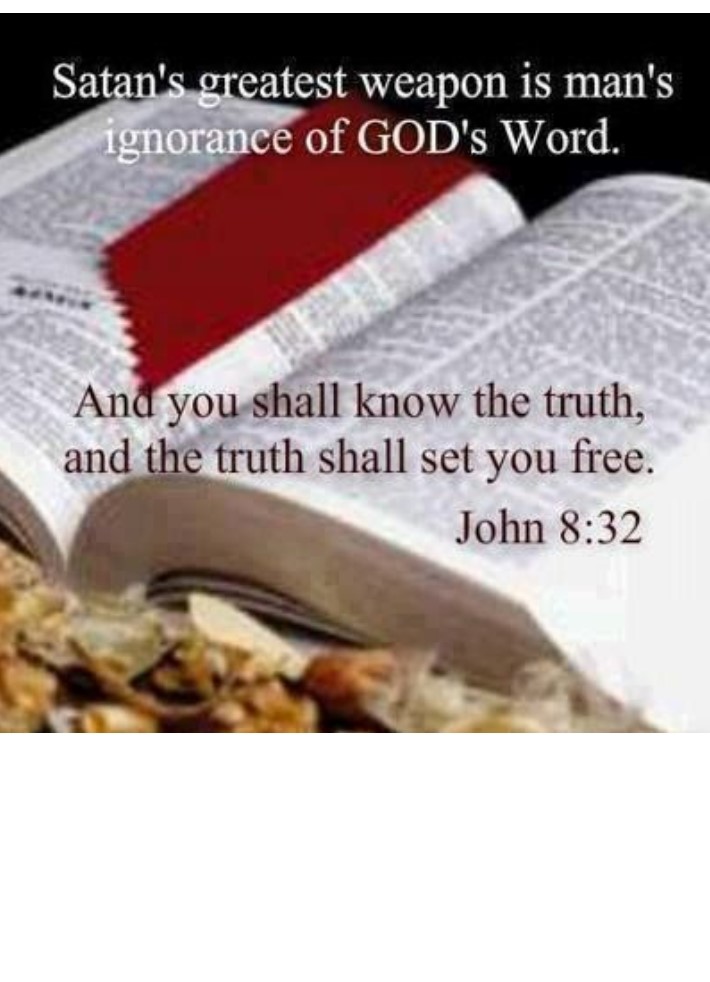 Satan's greatest weapon is man's
ignorance of GOD's Word.
And you shall know the truth,
and the truth shall set you free.
John 8:32